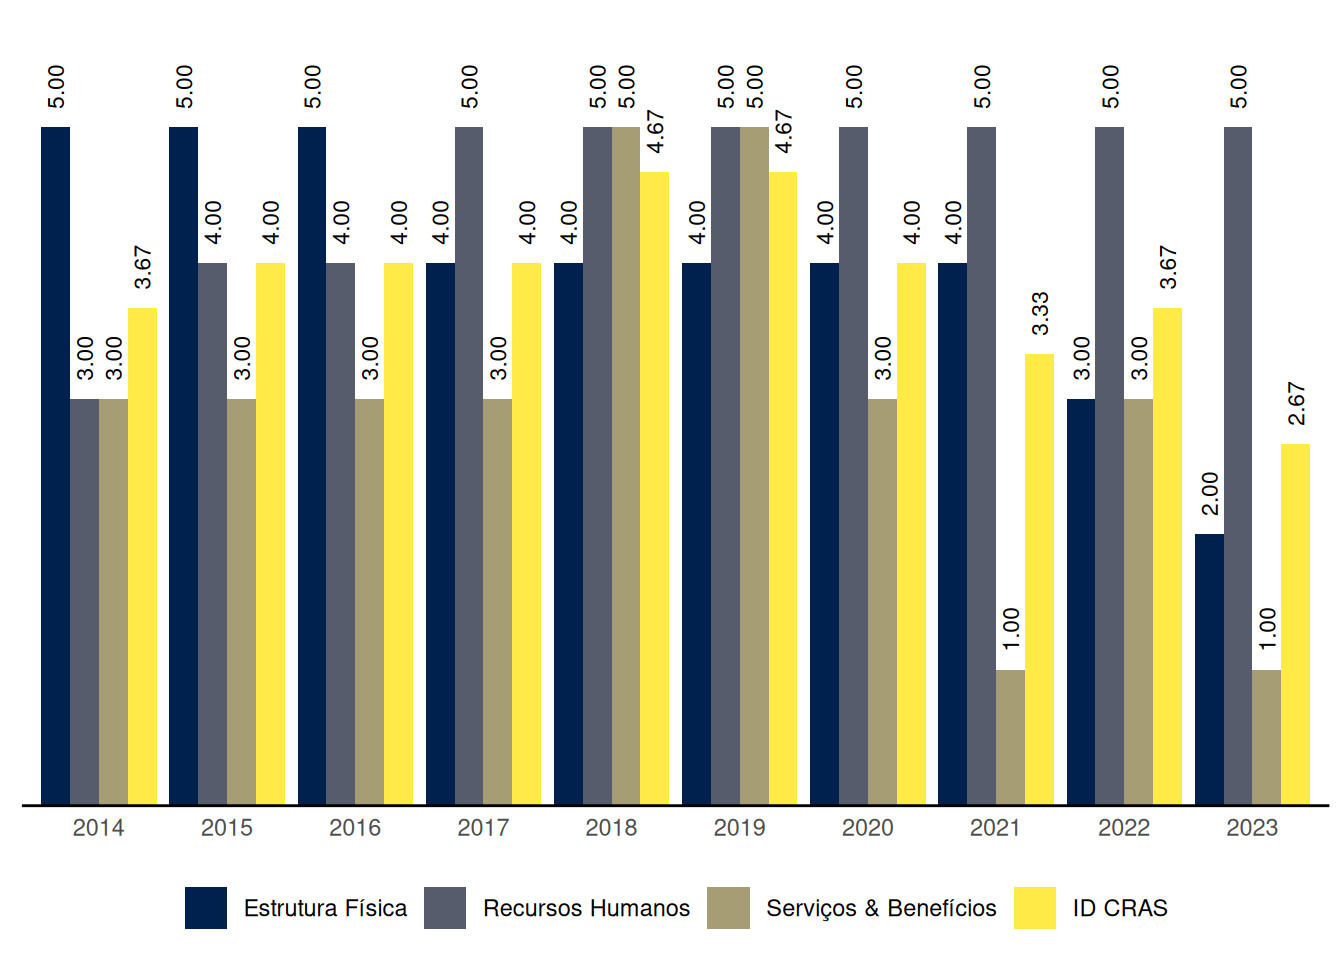 5.00 3.00 3.00 3.67
5.00 4.00 3.00 4.00
5.00 4.00 3.00 4.00
4.00 5.00 3.00 4.00
4.00 5.00 5.00 4.67
4.00 5.00 5.00 4.67
4.00 5.00 3.00 4.00
4.00 5.00 1.00 3.33
3.00 5.00 3.00 3.67
2.00 5.00 1.00 2.67
2014 2015 2016 2017 2018 2019 2020 2021 2022 2023
Estrutura Física Recursos Humanos Serviços & Benefícios ID CRAS